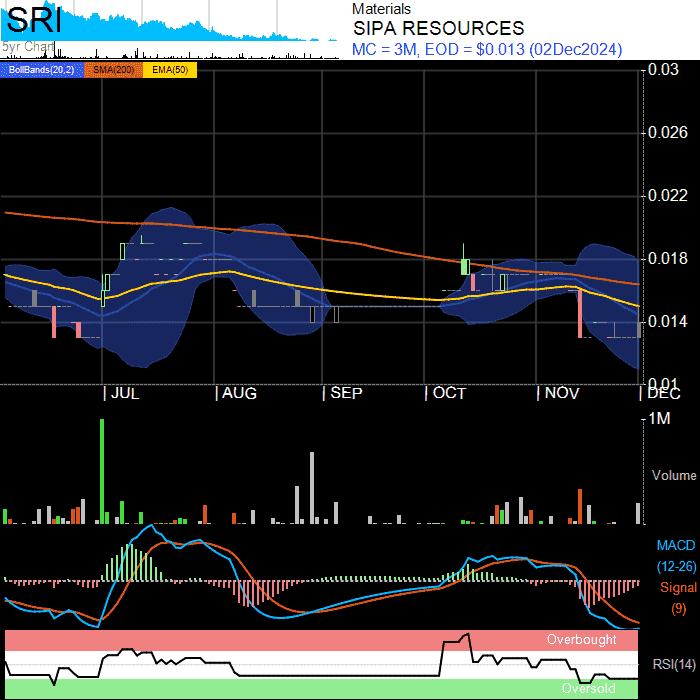 SRI
5yr Chart
Materials
SIPA RESOURCES
MC = 3M, EOD = $0.013 (02Dec2024)
BollBands(20,2) SMA(200) EMA(50)
0.03
0.026
0.022
0.018
0.014
0.01
JUL AUG SEP OCT NOV DEC
1M
Volume
MACD
(12-26)
Signal
(9)
Overbought
RSI(14)
Oversold